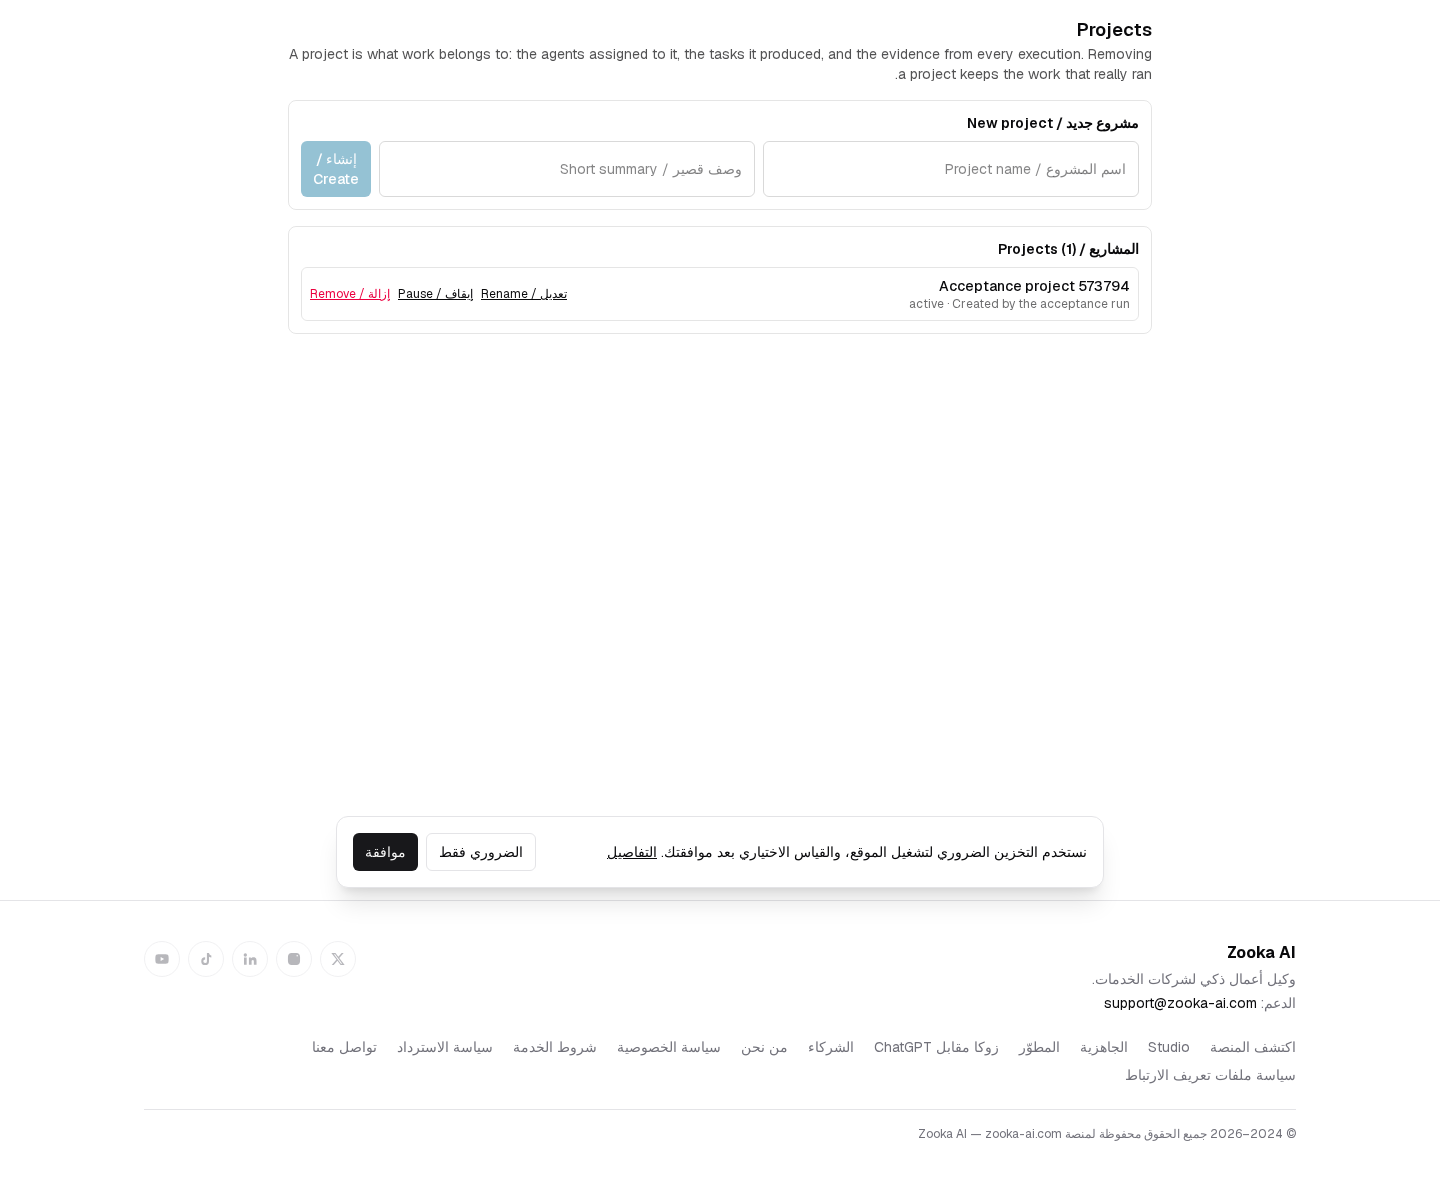 Projects
A project is what work belongs to: the agents assigned to it, the tasks it produced, and the evidence from every execution. Removing
a project keeps the work that really ran.
مشروع جديد / New project
اسم المشروع / Project name
وصف قصير / Short summary
إنشاء /
Create
المشاريع / Projects (1)
Acceptance project 573794
active · Created by the acceptance run
تعديل / Rename
إيقاف / Pause
إزالة / Remove
نستخدم التخزين الضروري لتشغيل الموقع، والقياس الاختياري بعد موافقتك. التفاصيل
الضروري فقط
موافقة
Zooka AI
وكيل أعمال ذكي لشركات الخدمات.
الدعم: support@zooka-ai.com
اكتشف المنصة Studio الجاهزية المطوّر زوكا مقابل ChatGPT الشركاء من نحن سياسة الخصوصية شروط الخدمة سياسة الاسترداد تواصل معنا
سياسة ملفات تعريف الارتباط
© 2024–2026 جميع الحقوق محفوظة لمنصة Zooka AI — zooka-ai.com